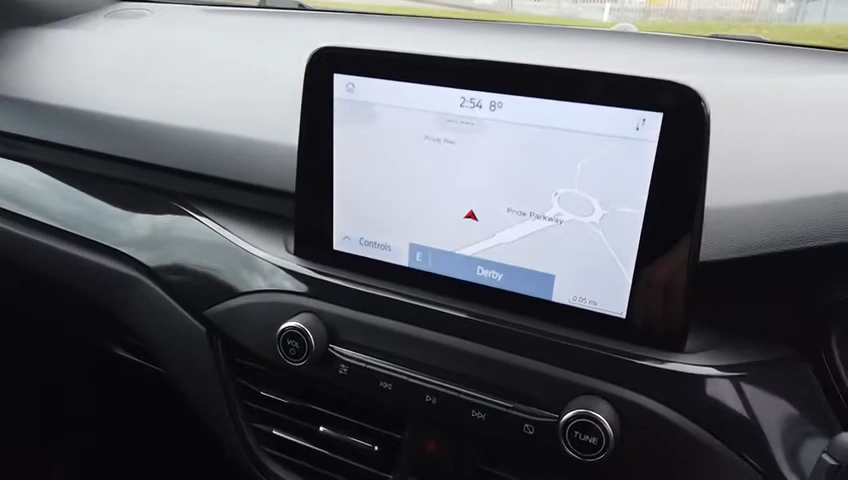 2:54 8°
Pride Parkway
Controls
E
Derby
0.05 mi
VOL
TUNE